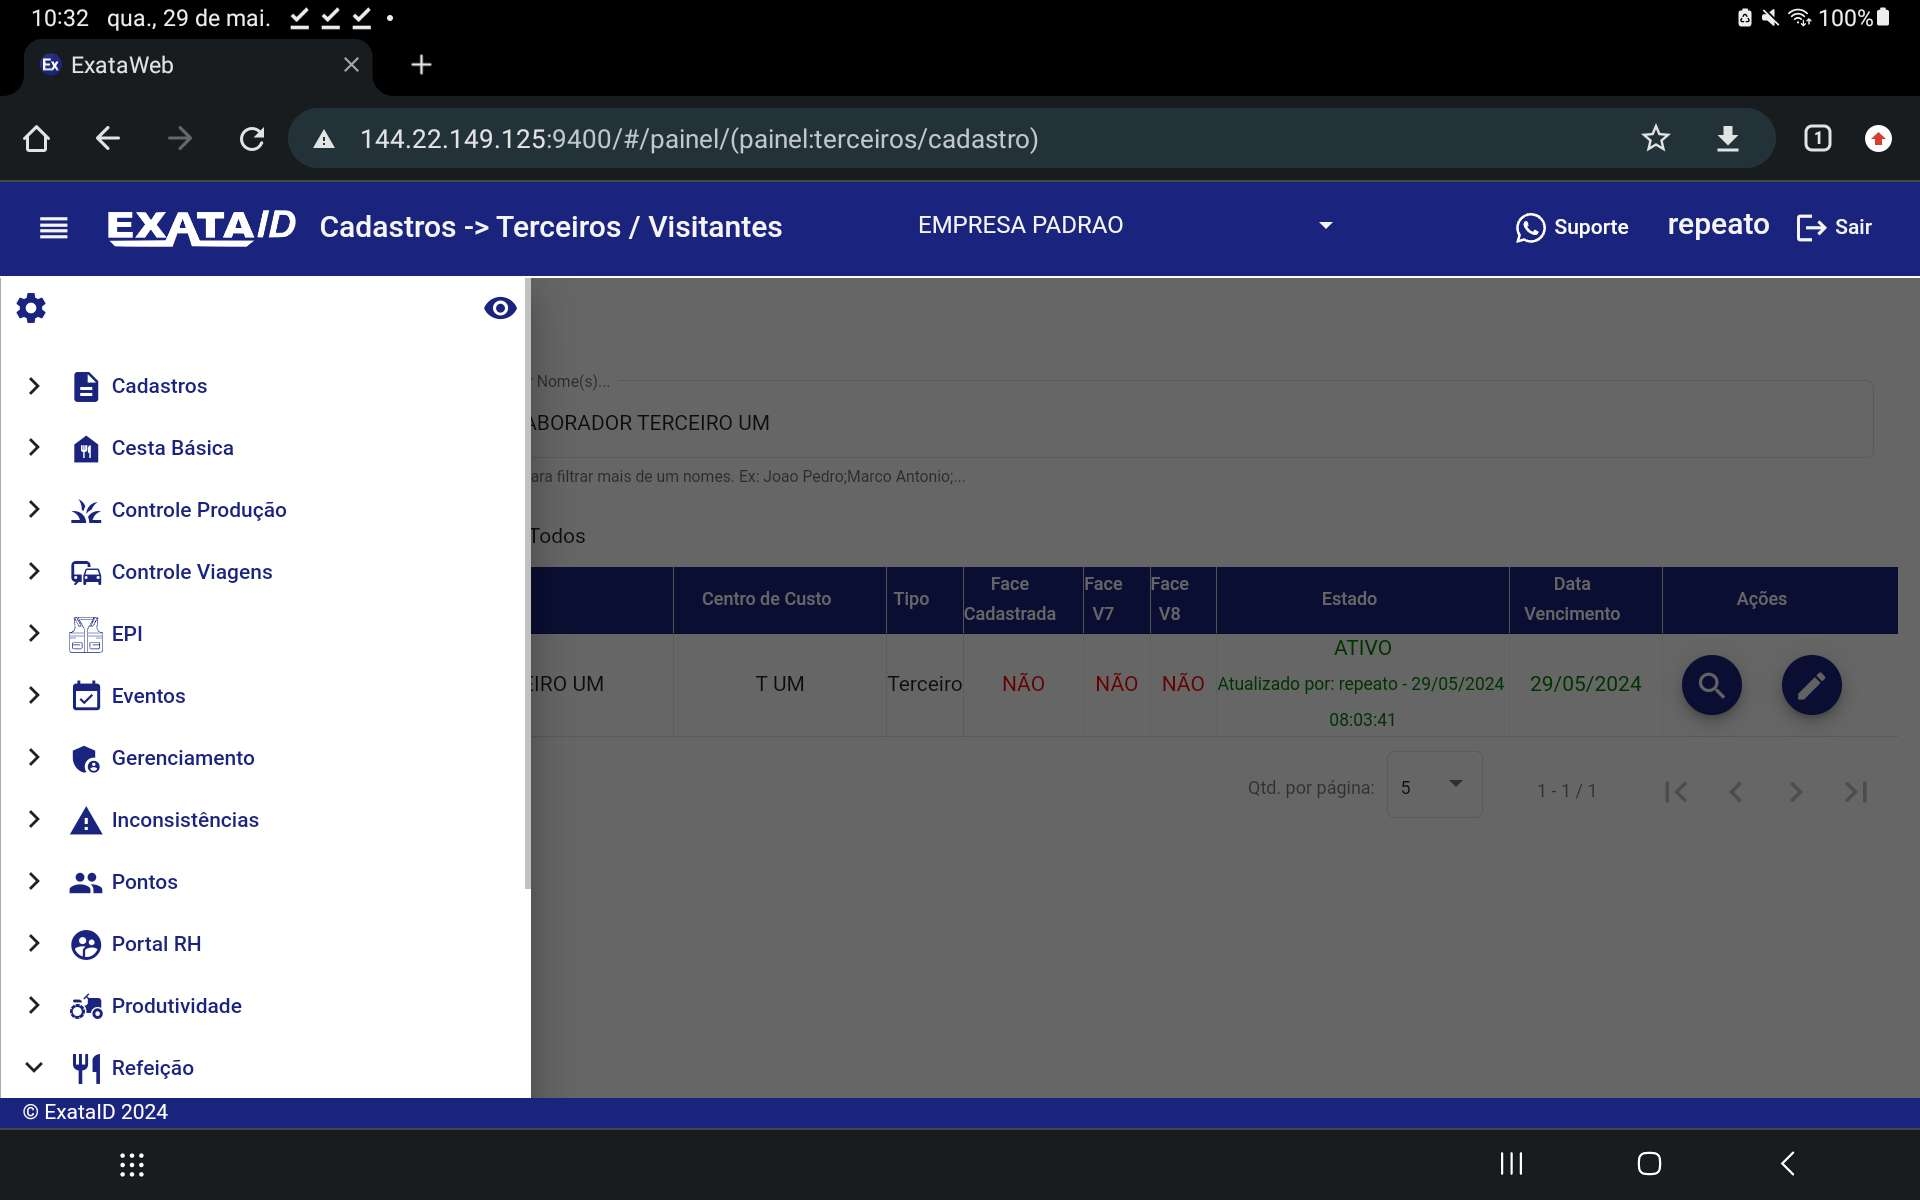 10:32 qua., 29 de mai.
100%
Ex ExataWeb
144.22.149.125:9400/#/painel/(painel:terceiros/cadastro)
1
EXATAID Cadastros -> Terceiros / Visitantes EMPRESA PADRAO Suporte repeato Sair
Cadastros
Cesta Básica
Controle Produção
Controle Viagens
EPI
Eventos
Gerenciamento
Inconsistências
Pontos
Portal RH
Produtividade
Refeição
Nome(s)...
ABORADOR TERCEIRO UM
ara filtrar mais de um nomes. Ex: Joao Pedro;Marco Antonio;...
Todos
Centro de Custo Tipo Face Cadastrada Face V7 Face V8 Estado Data Vencimento Ações
EIRO UM T UM Terceiro NÃO NÃO NÃO ATIVO
Atualizado por: repeato - 29/05/2024
08:03:41
29/05/2024
Qtd. por página: 5 1 - 1 / 1
© ExataID 2024